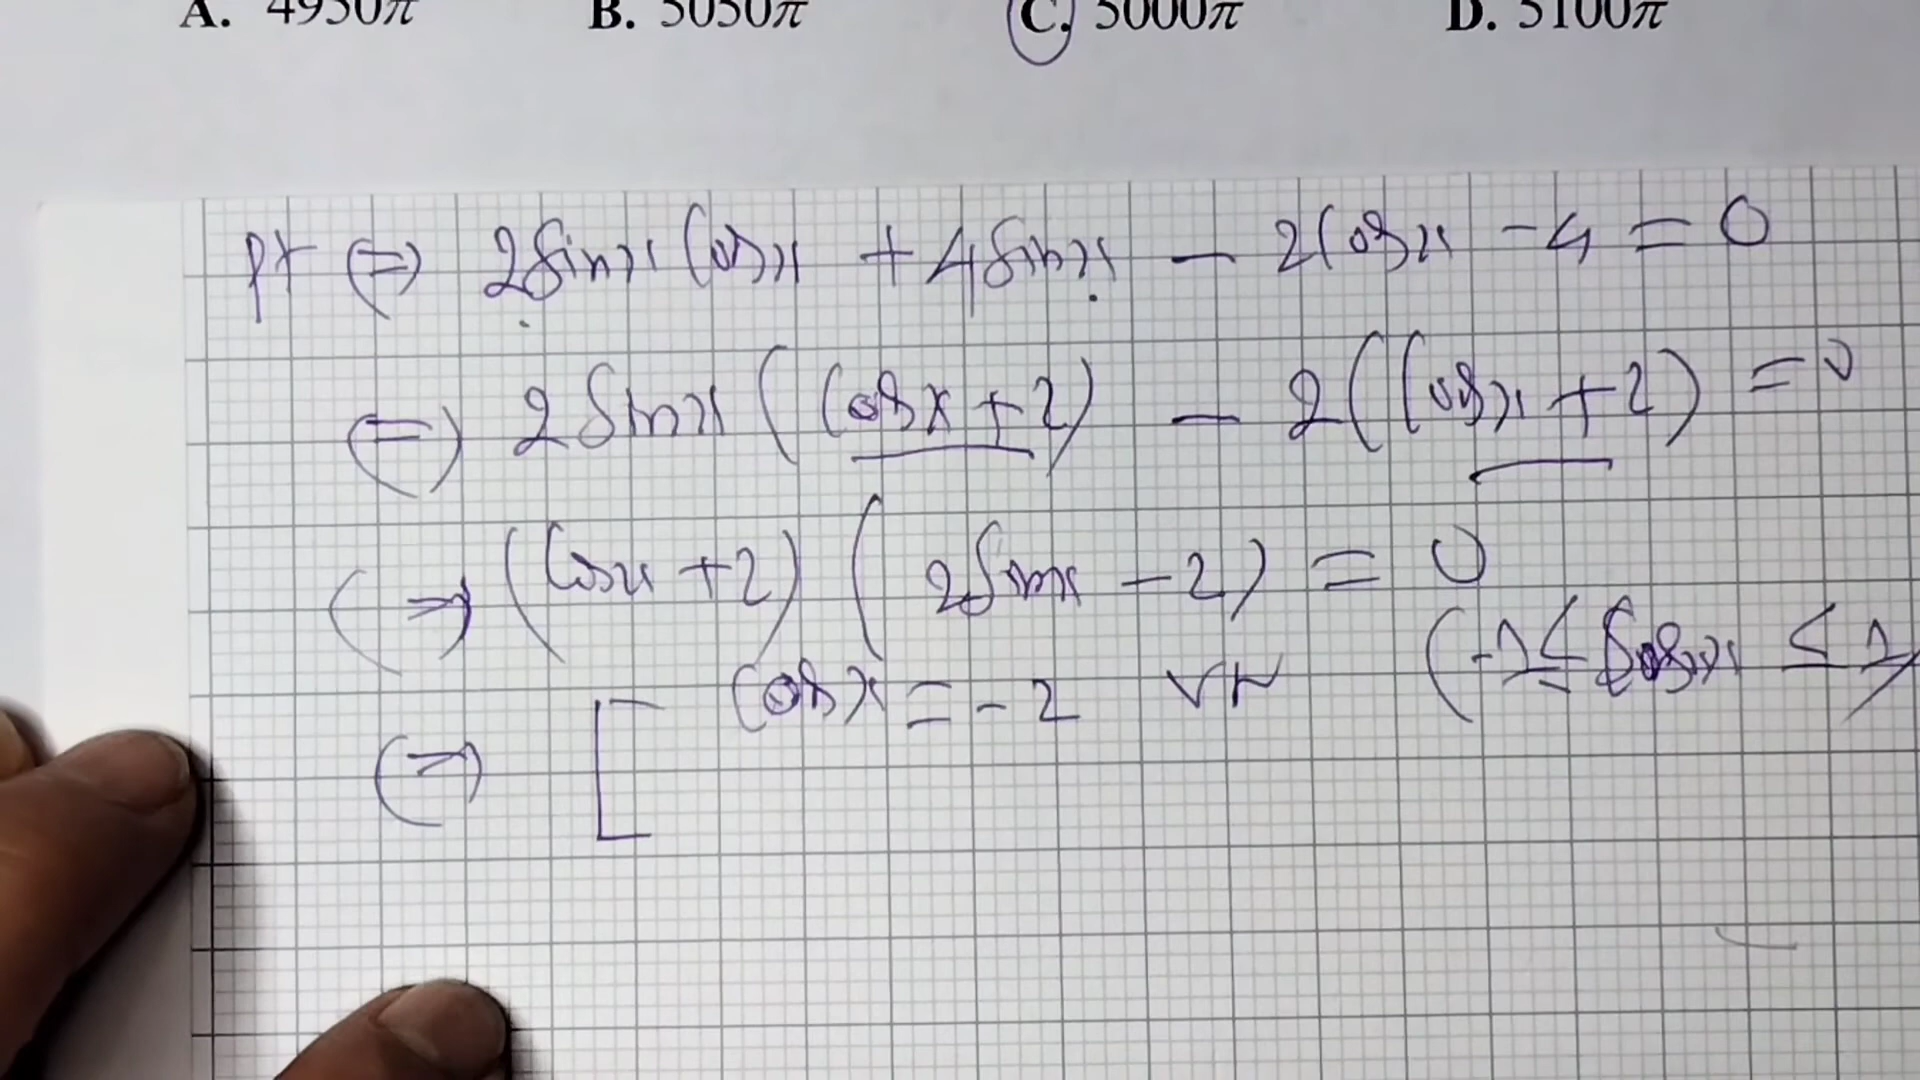 A. 4950π B. 5050π C. 5000π D. 5100π
pt ⇔ 2Sinx Cosx + 4Sinx - 2Cosx - 4 = 0
⇔ 2Sinx (Cosx + 2) - 2(Cosx + 2) = 0
⇔ (Cosx + 2) (2Sinx - 2) = 0
⇔ [ Cosx = -2 VN (-1 ≤ Cosx ≤ 1)